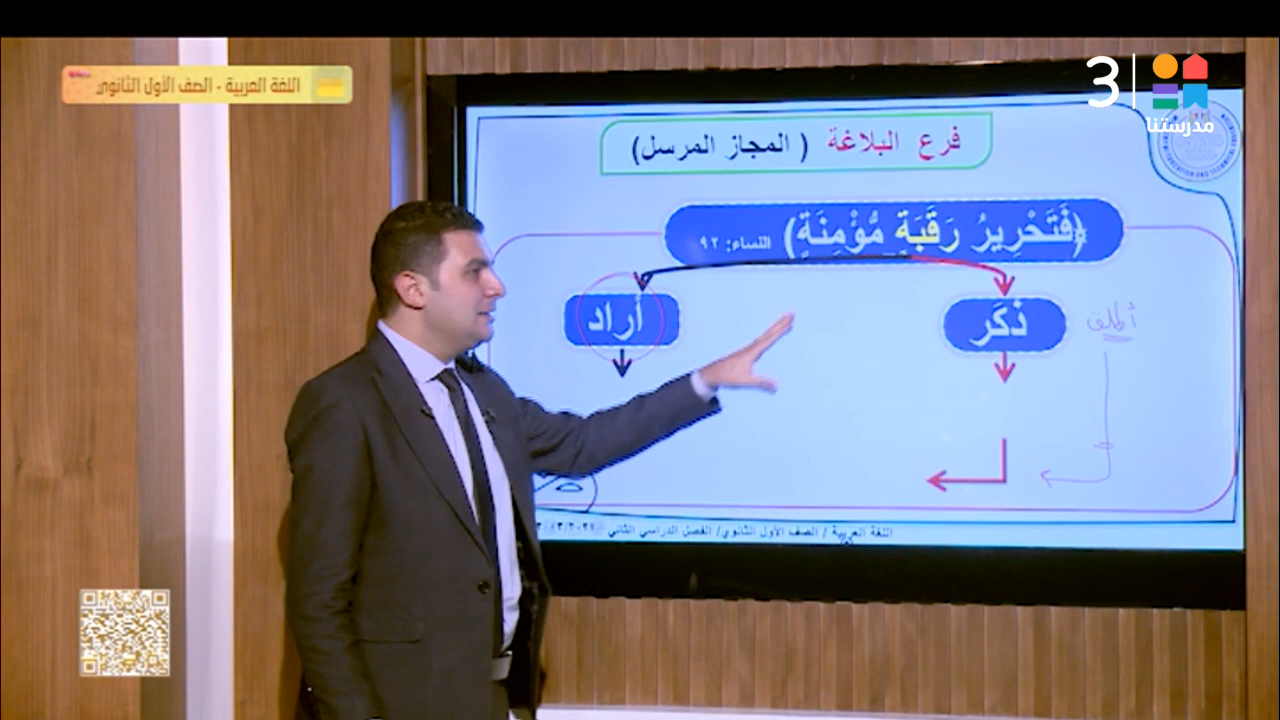 اللغة العربية - الصف الأول الثانوي
3
مدرستنا
فرع البلاغة ( المجاز المرسل)
﴿فَتَحْرِيرُ رَقَبَةٍ مُّؤْمِنَةٍ) النساء: ٩٢
ذكَر
أراد
أطلق
اللغة العربية / الصف الأول الثانوي/ الفصل الدراسي الثاني